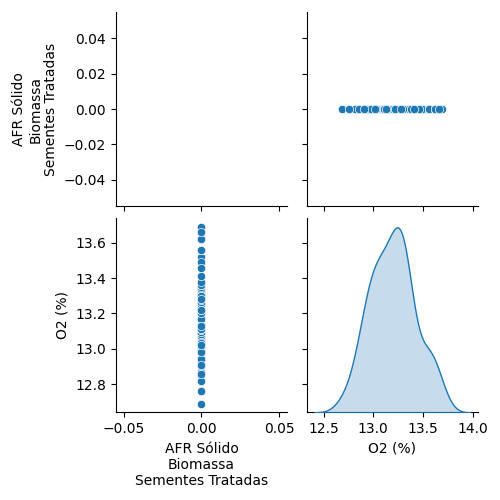 0.04
0.02
0.00
−0.02
−0.04
AFR Sólido
Biomassa
Sementes Tratadas
13.6
13.4
13.2
13.0
12.8
O2 (%)
−0.05 0.00 0.05
AFR Sólido
Biomassa
Sementes Tratadas
12.5 13.0 13.5 14.0
O2 (%)